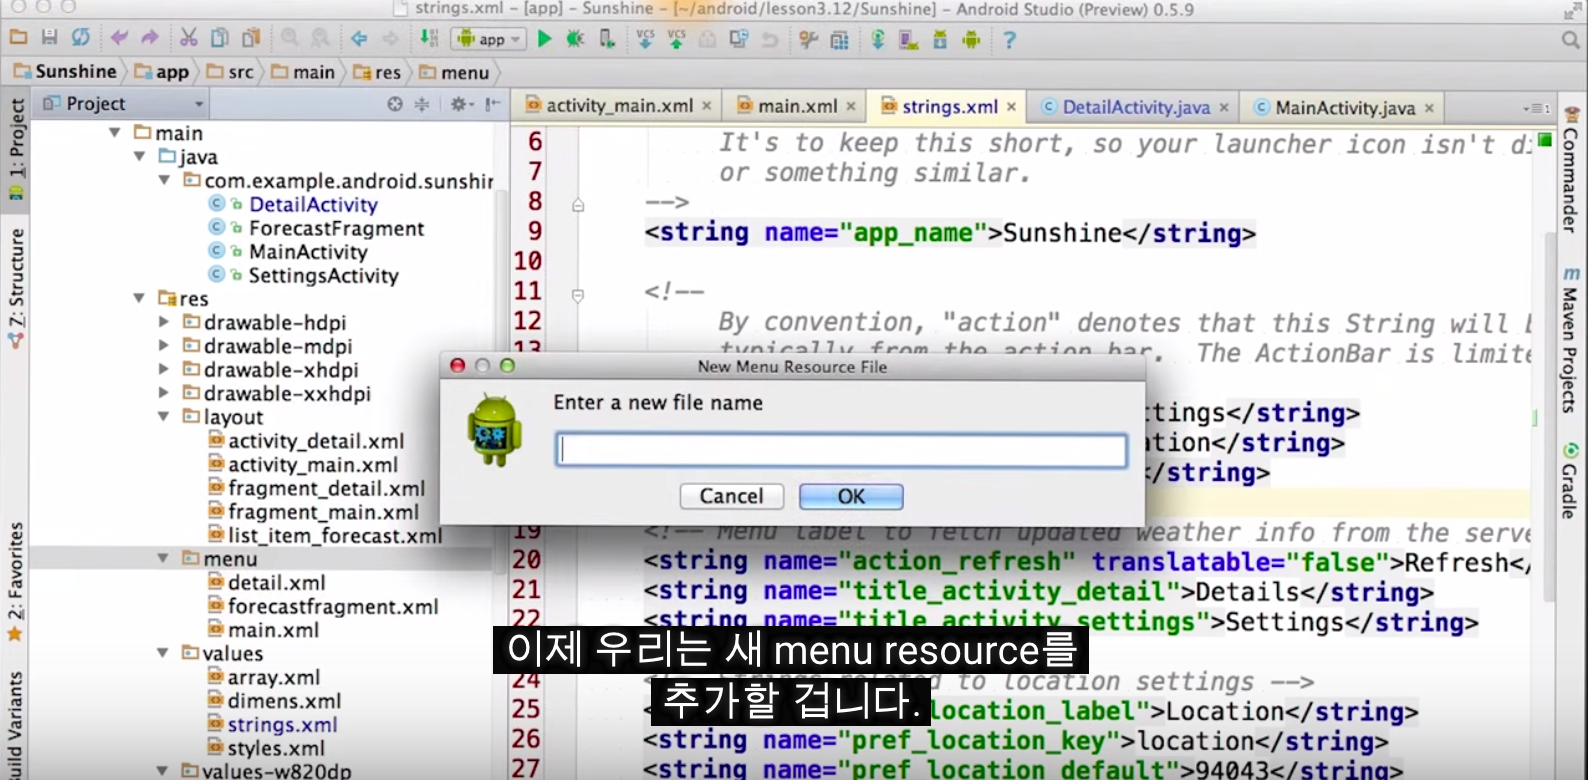 strings.xml – [app] – Sunshine – [~/android/lesson3.12/Sunshine] – Android Studio (Preview) 0.5.9
app
VCS VCS
Sunshine app src main res menu
Project
activity_main.xml main.xml strings.xml DetailActivity.java MainActivity.java
1: Project
Z: Structure
2: Favorites
Build Variants
main
java
com.example.android.sunshin
DetailActivity
ForecastFragment
MainActivity
SettingsActivity
res
drawable-hdpi
drawable-mdpi
drawable-xhdpi
drawable-xxhdpi
layout
activity_detail.xml
activity_main.xml
fragment_detail.xml
fragment_main.xml
list_item_forecast.xml
menu
detail.xml
forecastfragment.xml
main.xml
values
array.xml
dimens.xml
strings.xml
styles.xml
values-w820dp
6 It's to keep this short, so your launcher icon isn't di
7 or something similar.
8 -->
9 <string name="app_name">Sunshine</string>
10
11 <!--
12 By convention, "action" denotes that this String will b
13 typically from the action bar. The ActionBar is limite
ttings</string>
ation</string>
</string>
19 <!-- Menu label to fetch updated weather info from the serve
20 <string name="action_refresh" translatable="false">Refresh</
21 <string name="title_activity_detail">Details</string>
22 <string name="title_activity_settings">Settings</string>
24 <!-- Strings related to location settings -->
25 location_label">Location</string>
26 <string name="pref_location_key">location</string>
27 <string name="pref_location_default">94043</string>
New Menu Resource File
Enter a new file name
Cancel OK
이제 우리는 새 menu resource를
추가할 겁니다.
Commander
Maven Projects
Gradle